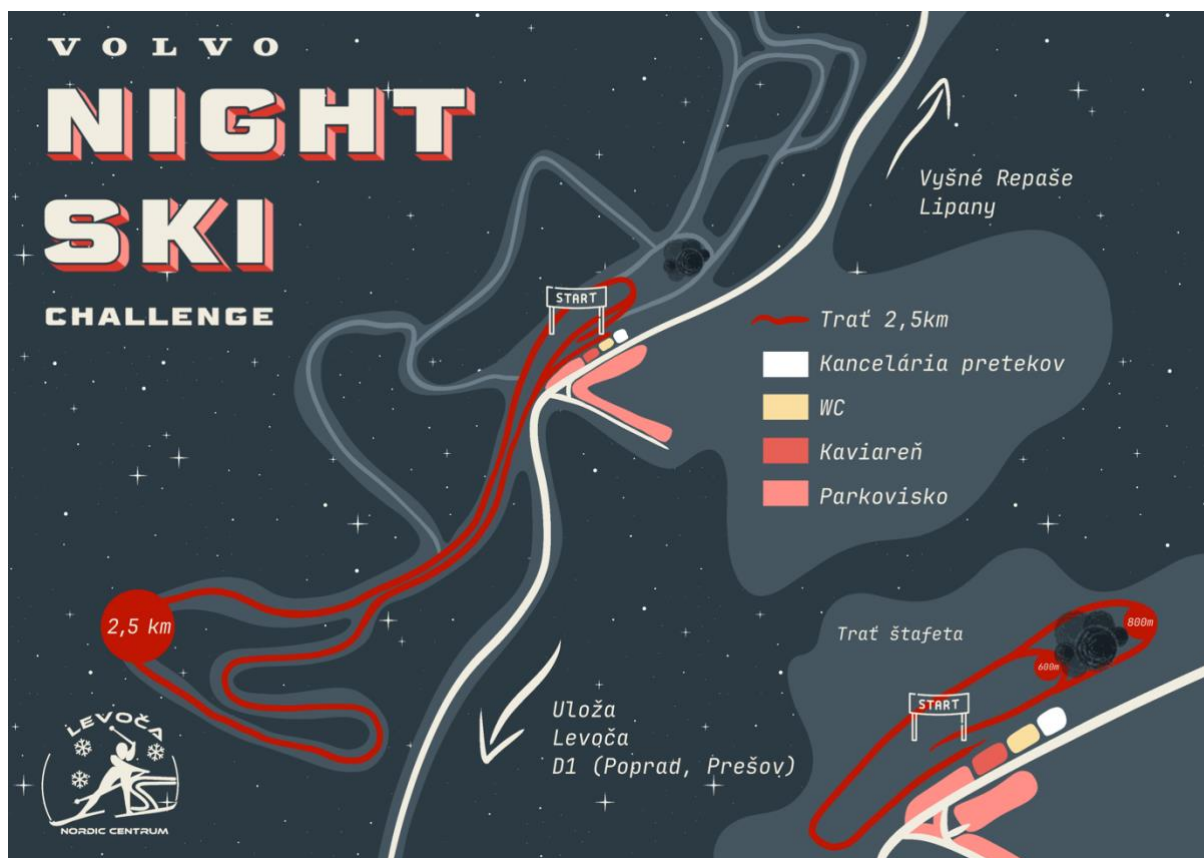 VOLVO
NIGHT
SKI
CHALLENGE
START
Vyšné Repaše
Lipany
Trať 2,5km
Kancelária pretekov
WC
Kaviareň
Parkovisko
2,5 km
Uloža
Levoča
D1 (Poprad, Prešov)
Trať štafeta
800m
600m
START
LEVOČA
NORDIC CENTRUM